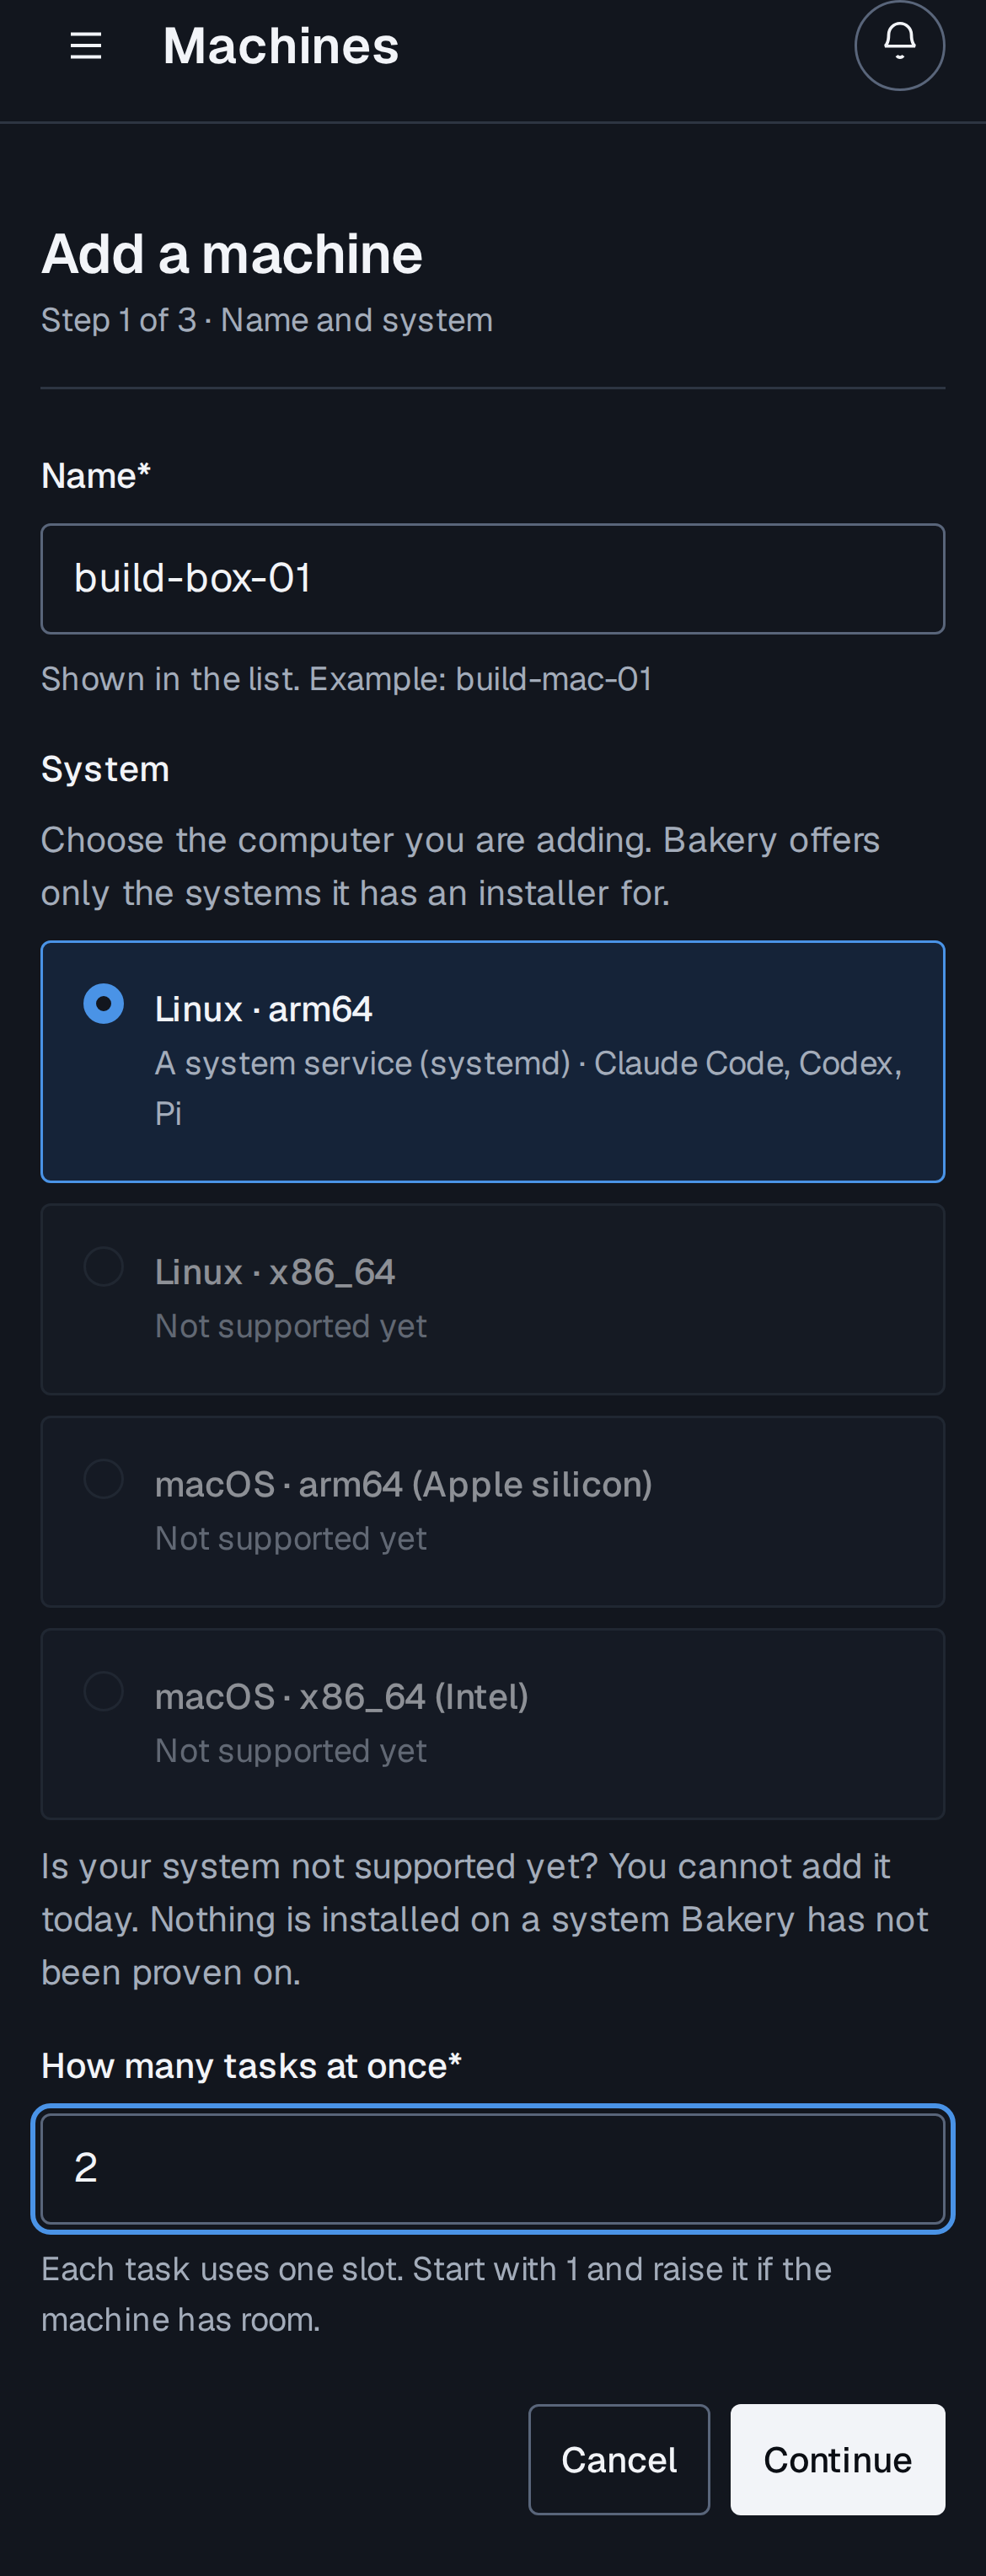 Machines
Add a machine
Step 1 of 3 · Name and system
Name*
build-box-01
Shown in the list. Example: build-mac-01
System
Choose the computer you are adding. Bakery offers
only the systems it has an installer for.
Linux · arm64
A system service (systemd) · Claude Code, Codex,
Pi
Linux · x86_64
Not supported yet
macOS · arm64 (Apple silicon)
Not supported yet
macOS · x86_64 (Intel)
Not supported yet
Is your system not supported yet? You cannot add it
today. Nothing is installed on a system Bakery has not
been proven on.
How many tasks at once*
2
Each task uses one slot. Start with 1 and raise it if the
machine has room.
Cancel
Continue